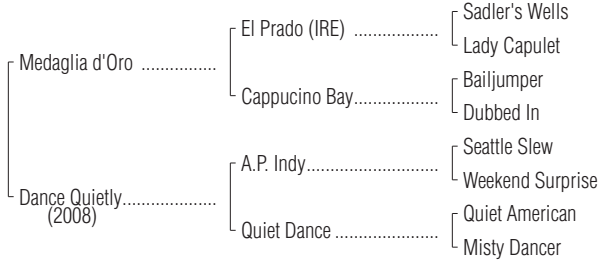 Sadler's Wells
El Prado (IRE) ..................
Lady Capulet
Medaglia d'Oro ................
Bailjumper
Cappucino Bay..................
Dubbed In
Seattle Slew
A.P. Indy............................
Weekend Surprise
Dance Quietly....................
(2008)
Quiet American
Quiet Dance ......................
Misty Dancer